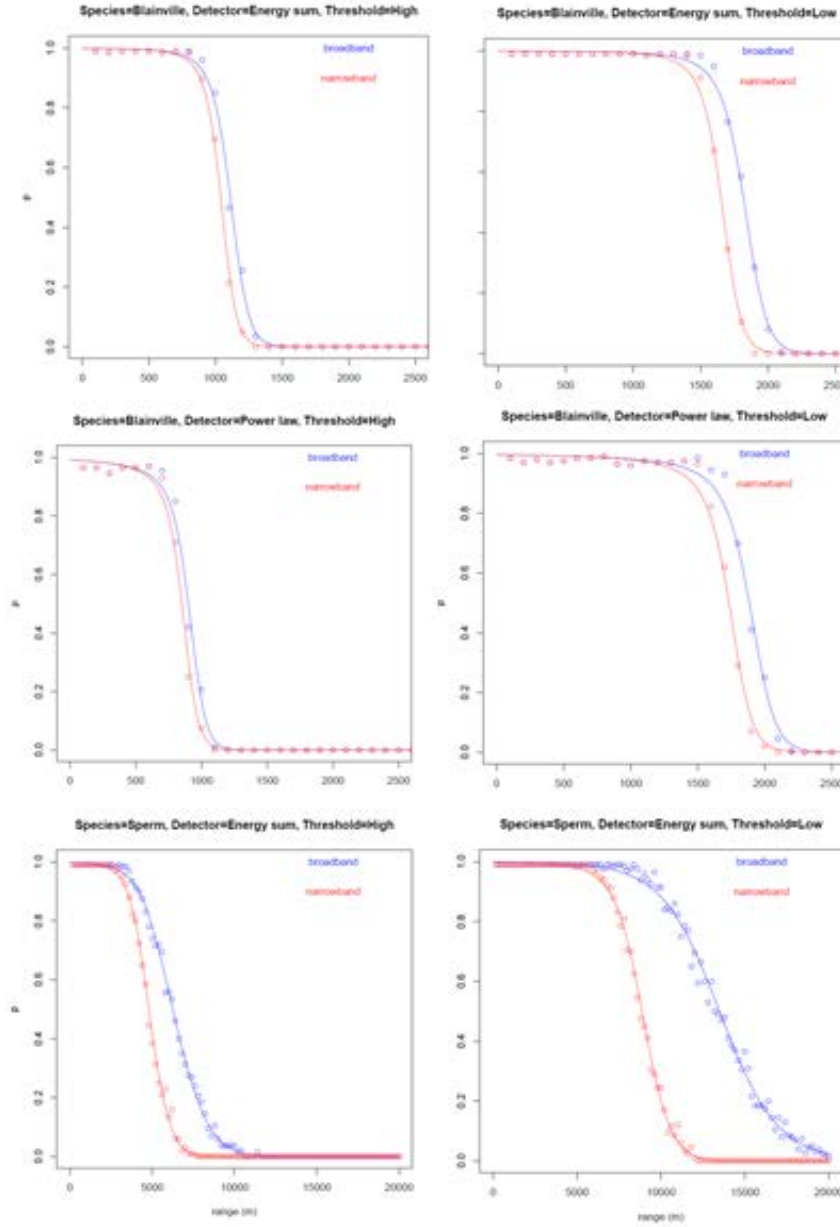 Species=Blainville, Detector=Energy sum, Threshold=High
Species=Blainville, Detector=Energy sum, Threshold=Low
broadband
narrowband
broadband
narrowband
P
0.0 0.2 0.4 0.6 0.8 1.0
0 500 1000 1500 2000 2500
0 500 1000 1500 2000 2500
Species=Blainville, Detector=Power law, Threshold=High
Species=Blainville, Detector=Power law, Threshold=Low
broadband
narrowband
broadband
narrowband
P
0.0 0.2 0.4 0.6 0.8 1.0
P
0.0 0.2 0.4 0.6 0.8 1.0
0 500 1000 1500 2000 2500
0 500 1000 1500 2000 2500
Species=Sperm, Detector=Energy sum, Threshold=High
Species=Sperm, Detector=Energy sum, Threshold=Low
broadband
narrowband
broadband
narrowband
P
0.0 0.2 0.4 0.6 0.8 1.0
0.0 0.2 0.4 0.6 0.8 1.0
0 5000 10000 15000 20000
0 5000 10000 15000 20000
range (m)
range (m)